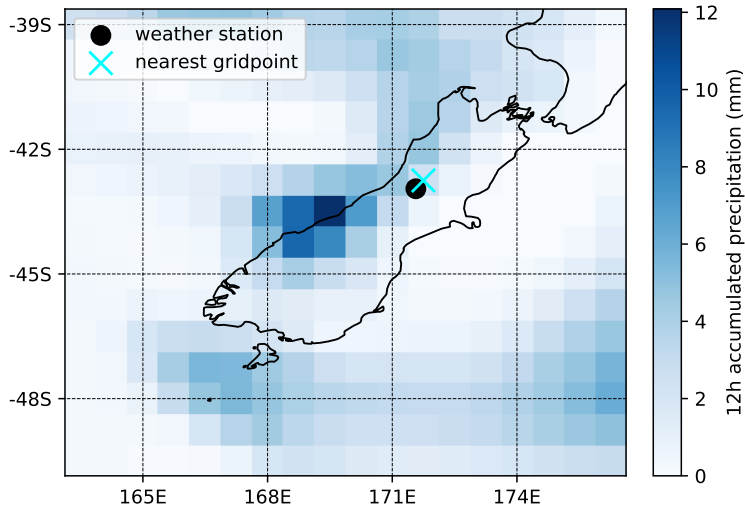 -39S
weather station
nearest gridpoint
-42S
-45S
-48S
165E
168E
171E
174E
12
10
8
6
4
2
0
12h accumulated precipitation (mm)